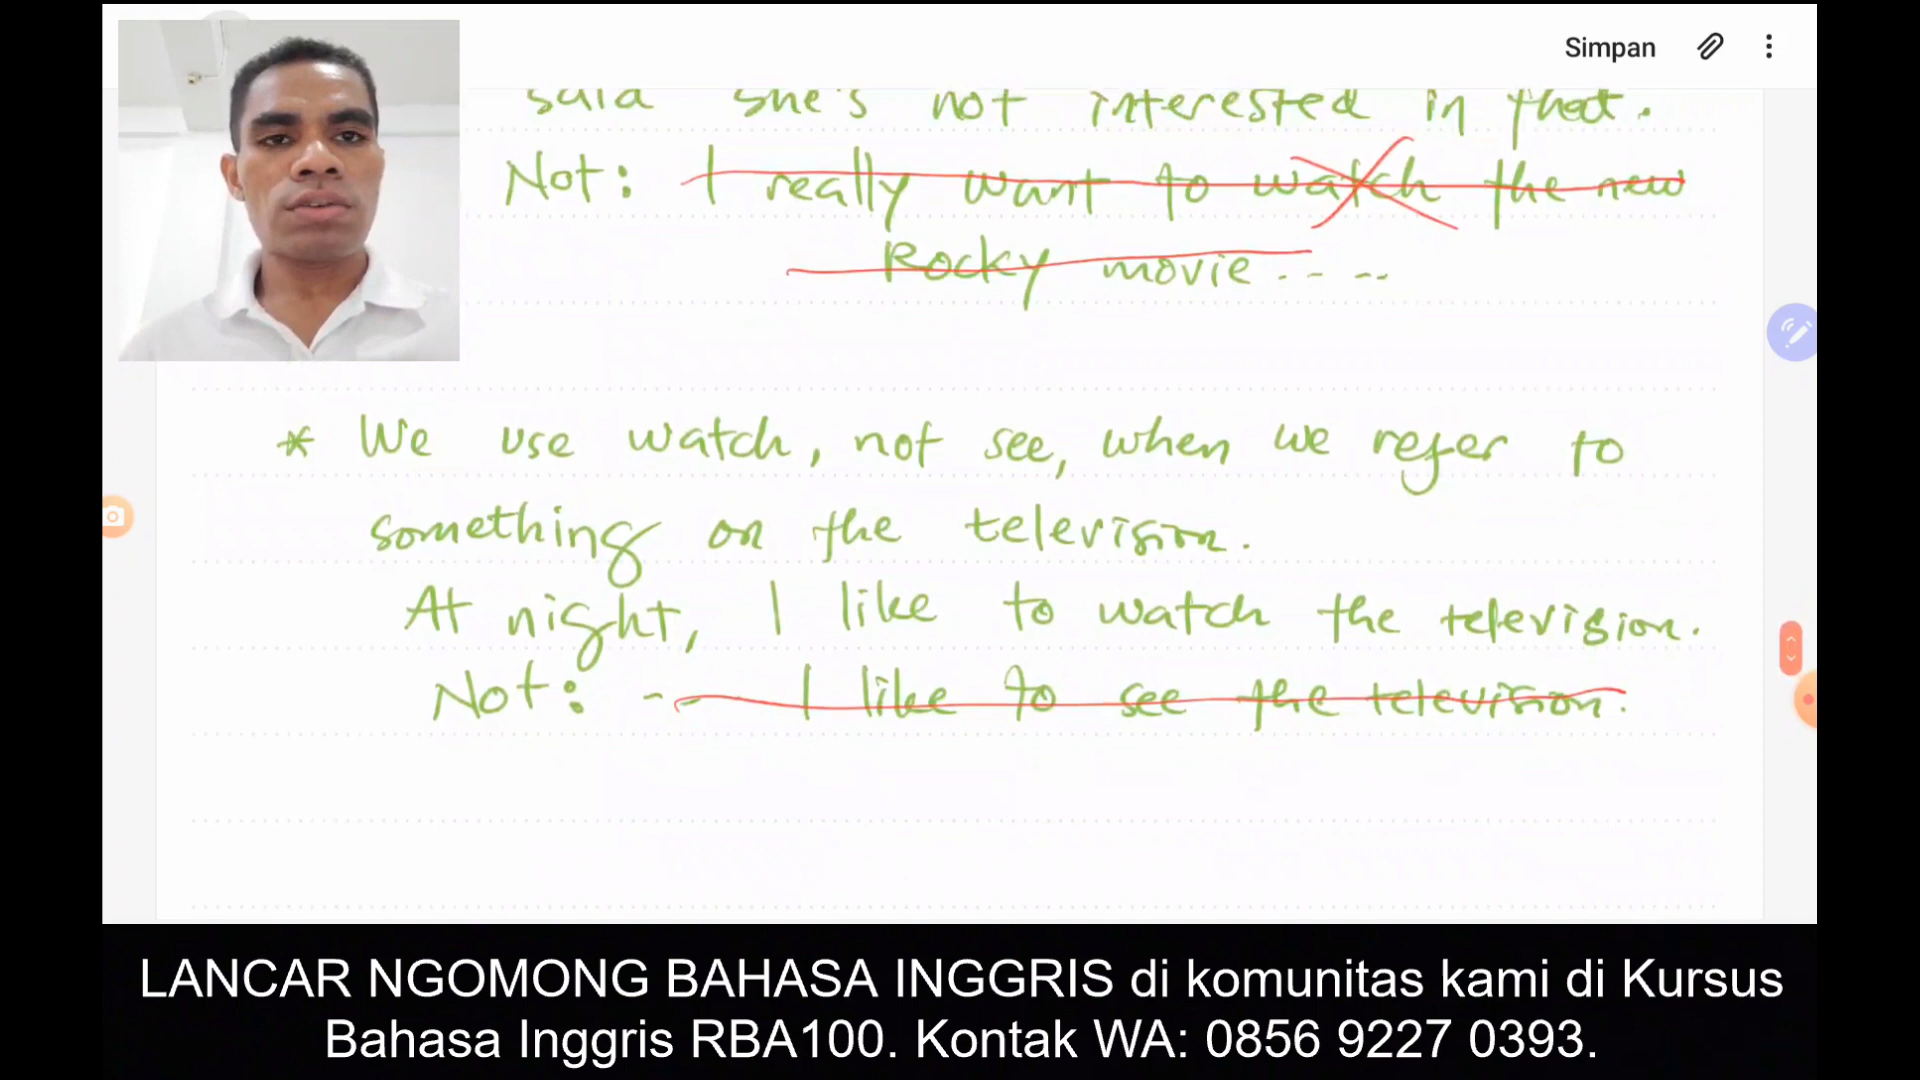 Simpan
said she's not interested in that.
Not: I really want to watch the new
Rocky movie. - - --
* We use watch, not see, when we refer to
something on the television.
At night, I like to watch the television.
Not: -- I like to see the television.
LANCAR NGOMONG BAHASA INGGRIS di komunitas kami di Kursus
Bahasa Inggris RBA100. Kontak WA: 0856 9227 0393.